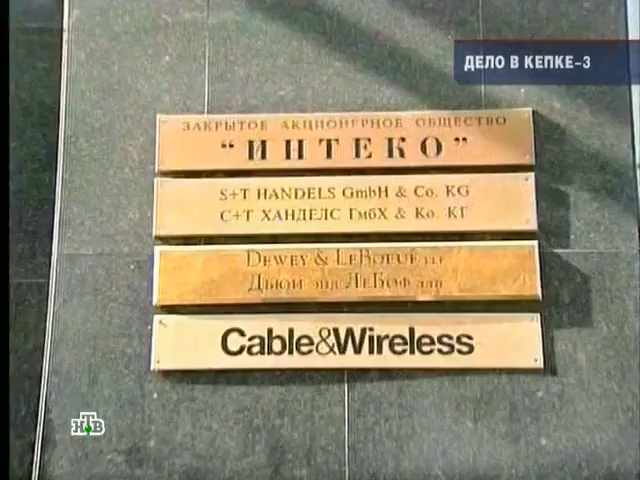 ДЕЛО В КЕПКЕ-3
ЗАКРЫТОЕ АКЦИОНЕРНОЕ ОБЩЕСТВО
"ИНТЕКО"
S+T HANDELS GmbH & Co. KG
С+Т ХАНДЕЛС ГмбХ & Ко. КГ
DEWEY & LEBOEUF LLP
ДЬЮИ ЭНД ЛЕБОФ ЛЛП
Cable&Wireless
НТВ